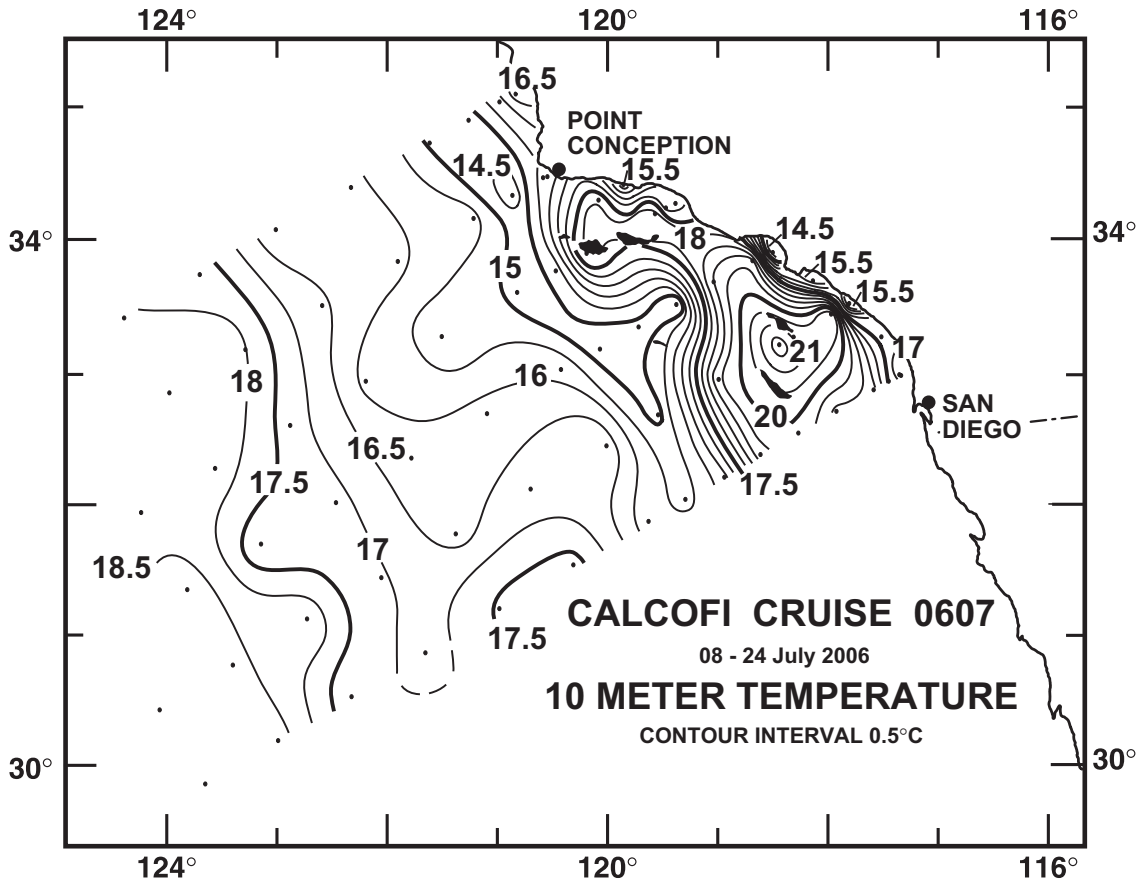 124° 120° 116°
16.5
POINT
CONCEPTION
14.5 15.5
34° 18 14.5 34°
15 15.5
15.5
21 17
18 16
20 SAN
DIEGO
16.5
17.5 17.5
17
18.5
CALCOFI CRUISE 0607
17.5
08 - 24 July 2006
10 METER TEMPERATURE
CONTOUR INTERVAL 0.5°C
30° 30°
124° 120° 116°